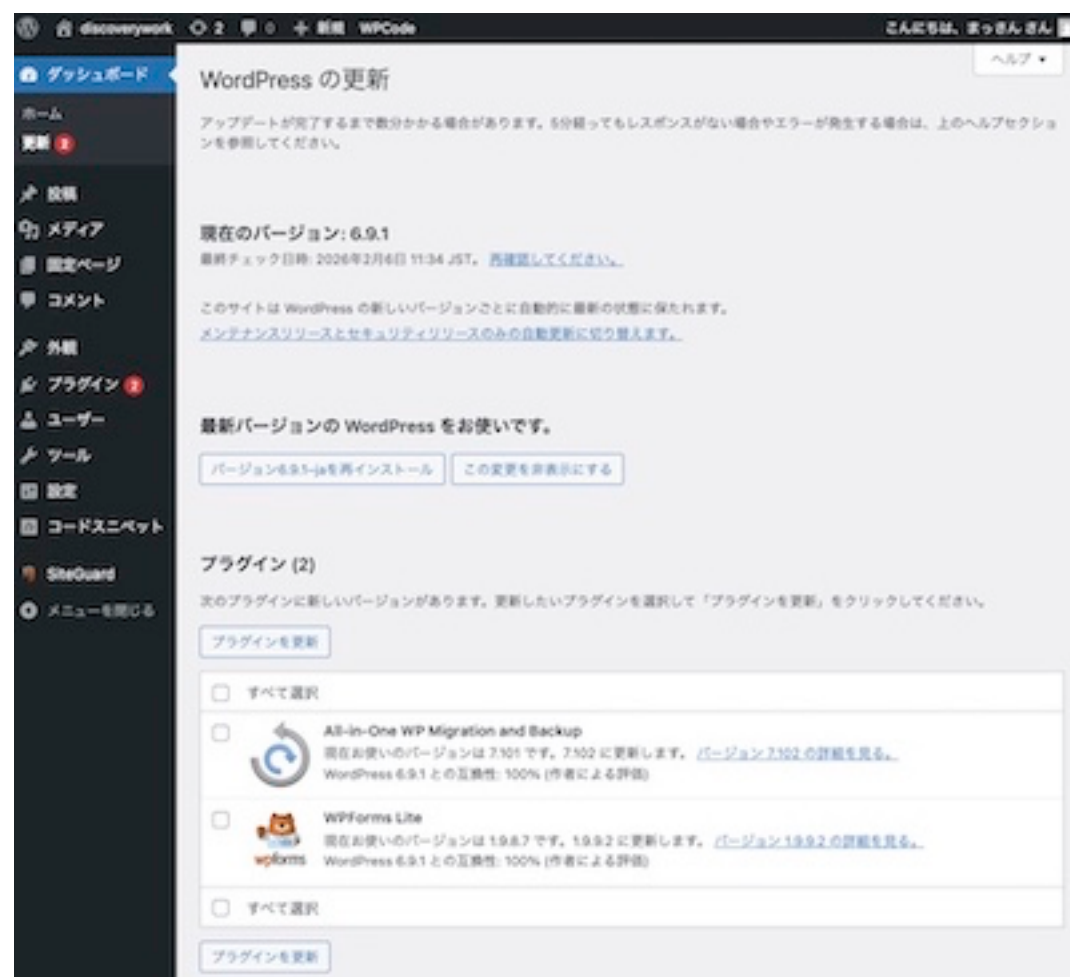 discoverywork 2 0 新規 WPCode こんにちは、まっさん さん
ヘルプ
ダッシュボード
ホーム
更新 2
投稿
メディア
固定ページ
コメント
外観
プラグイン 2
ユーザー
ツール
設定
コードスニペット
SiteGuard
メニューを閉じる
WordPress の更新
アップデートが完了するまで数分かかる場合があります。5分経ってもレスポンスがない場合やエラーが発生する場合は、上のヘルプセクショ
ンを参照してください。
現在のバージョン: 6.9.1
最終チェック日時: 2026年2月6日 11:34 JST。 再確認してください。
このサイトは WordPress の新しいバージョンごとに自動的に最新の状態に保たれます。
メンテナンスリリースとセキュリティリリースのみの自動更新に切り替えます。
最新バージョンの WordPress をお使いです。
バージョン6.9.1–jaを再インストール この変更を非表示にする
プラグイン (2)
次のプラグインに新しいバージョンがあります。更新したいプラグインを選択して「プラグインを更新」をクリックしてください。
プラグインを更新
すべて選択
All-in-One WP Migration and Backup
現在お使いのバージョンは 7.101 です。7.102 に更新します。 バージョン 7.102 の詳細を見る。
WordPress 6.9.1 との互換性: 100% (作者による評価)
WPForms Lite
現在お使いのバージョンは 1.9.8.7 です。1.9.9.2 に更新します。 バージョン 1.9.9.2 の詳細を見る。
wpforms WordPress 6.9.1 との互換性: 100% (作者による評価)
すべて選択
プラグインを更新